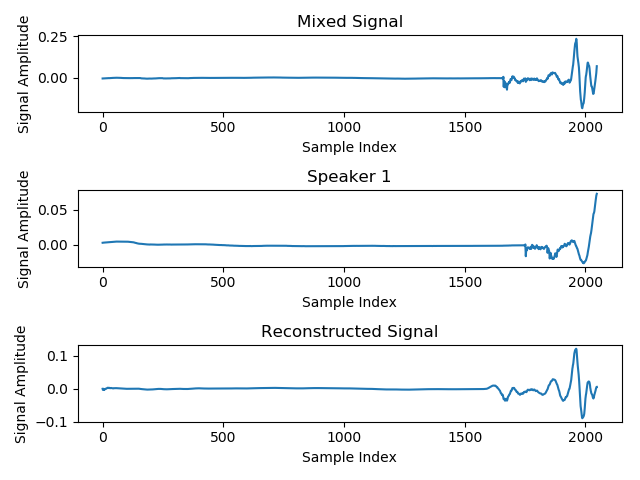 Mixed Signal
Signal Amplitude
0.25
0.00
0 500 1000 1500 2000
Sample Index
Speaker 1
Signal Amplitude
0.05
0.00
0 500 1000 1500 2000
Sample Index
Reconstructed Signal
Signal Amplitude
0.1
0.0
−0.1
0 500 1000 1500 2000
Sample Index